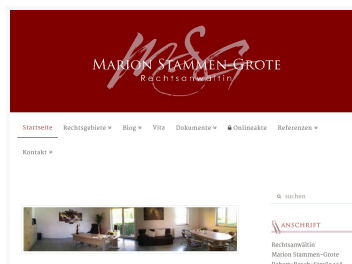 MSG
MARION STAMMEN-GROTE
Rechtsanwältin
Startseite Rechtsgebiete Blog Vita Dokumente Onlineakte Referenzen
Kontakt
suchen
ANSCHRIFT
Rechtsanwältin
Marion Stammen-Grote